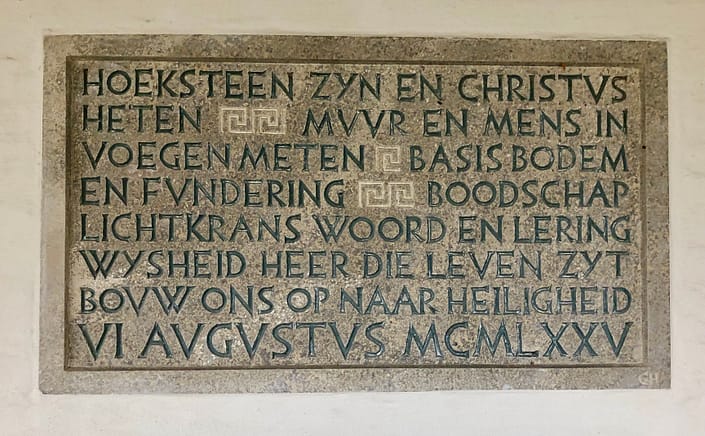 HOEKSTEEN ZYN EN CHRISTVS
HETEN MVVR EN MENS IN
VOEGEN METEN BASIS BODEM
EN FVNDERING BOODSCHAP
LICHTKRANS WOORD EN LERING
WYSHEID HEER DIE LEVEN ZYT
BOVW ONS OP NAAR HEILIGHEID
VI AVGVSTVS MCMLXXV
GH